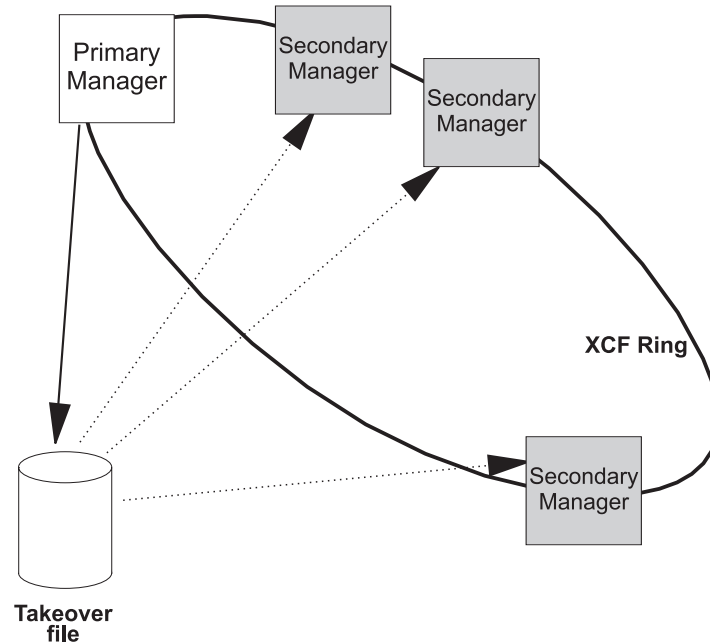 Primary
Manager
Secondary
Manager
Secondary
Manager
XCF Ring
Secondary
Manager
Takeover
file